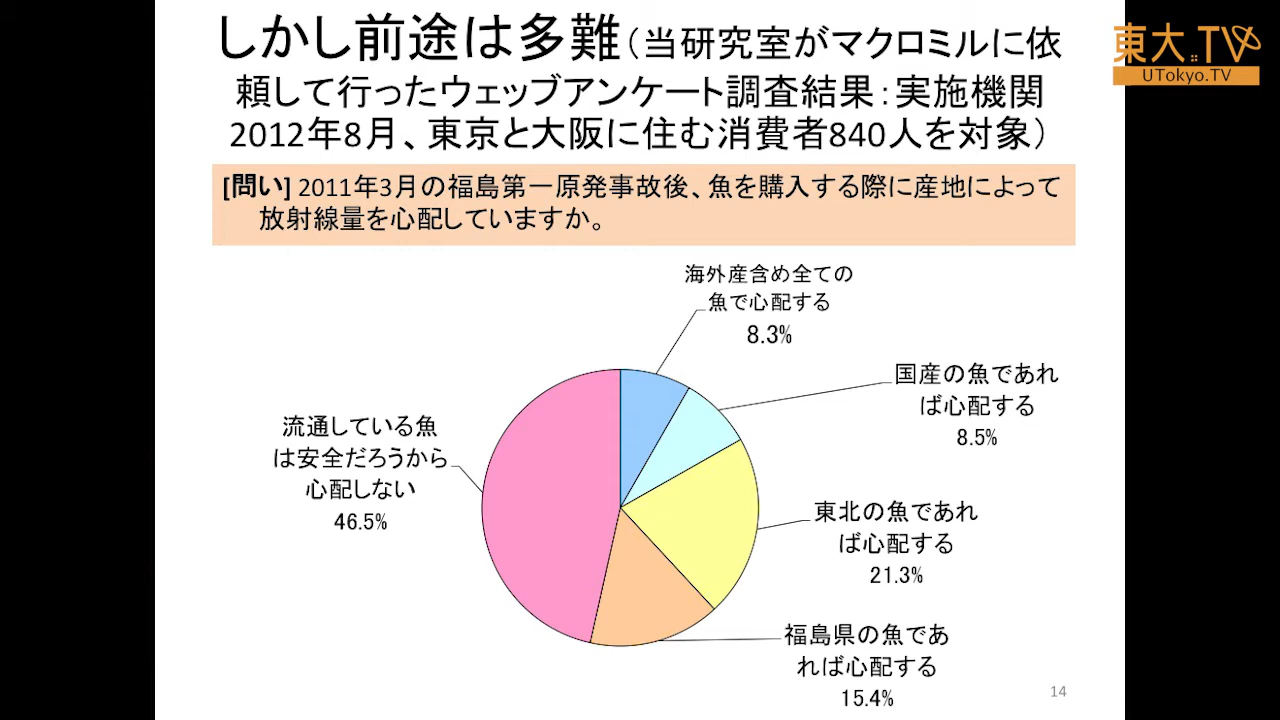 しかし前途は多難（当研究室がマクロミルに依
頼して行ったウェッブアンケート調査結果：実施機関
2012年8月、東京と大阪に住む消費者840人を対象）
東大.TV
UTokyo.TV
[問い] 2011年3月の福島第一原発事故後、魚を購入する際に産地によって
放射線量を心配していますか。
海外産含め全ての
魚で心配する
8.3%
国産の魚であれ
ば心配する
8.5%
東北の魚であれ
ば心配する
21.3%
福島県の魚であ
れば心配する
15.4%
流通している魚
は安全だろうから
心配しない
46.5%
14